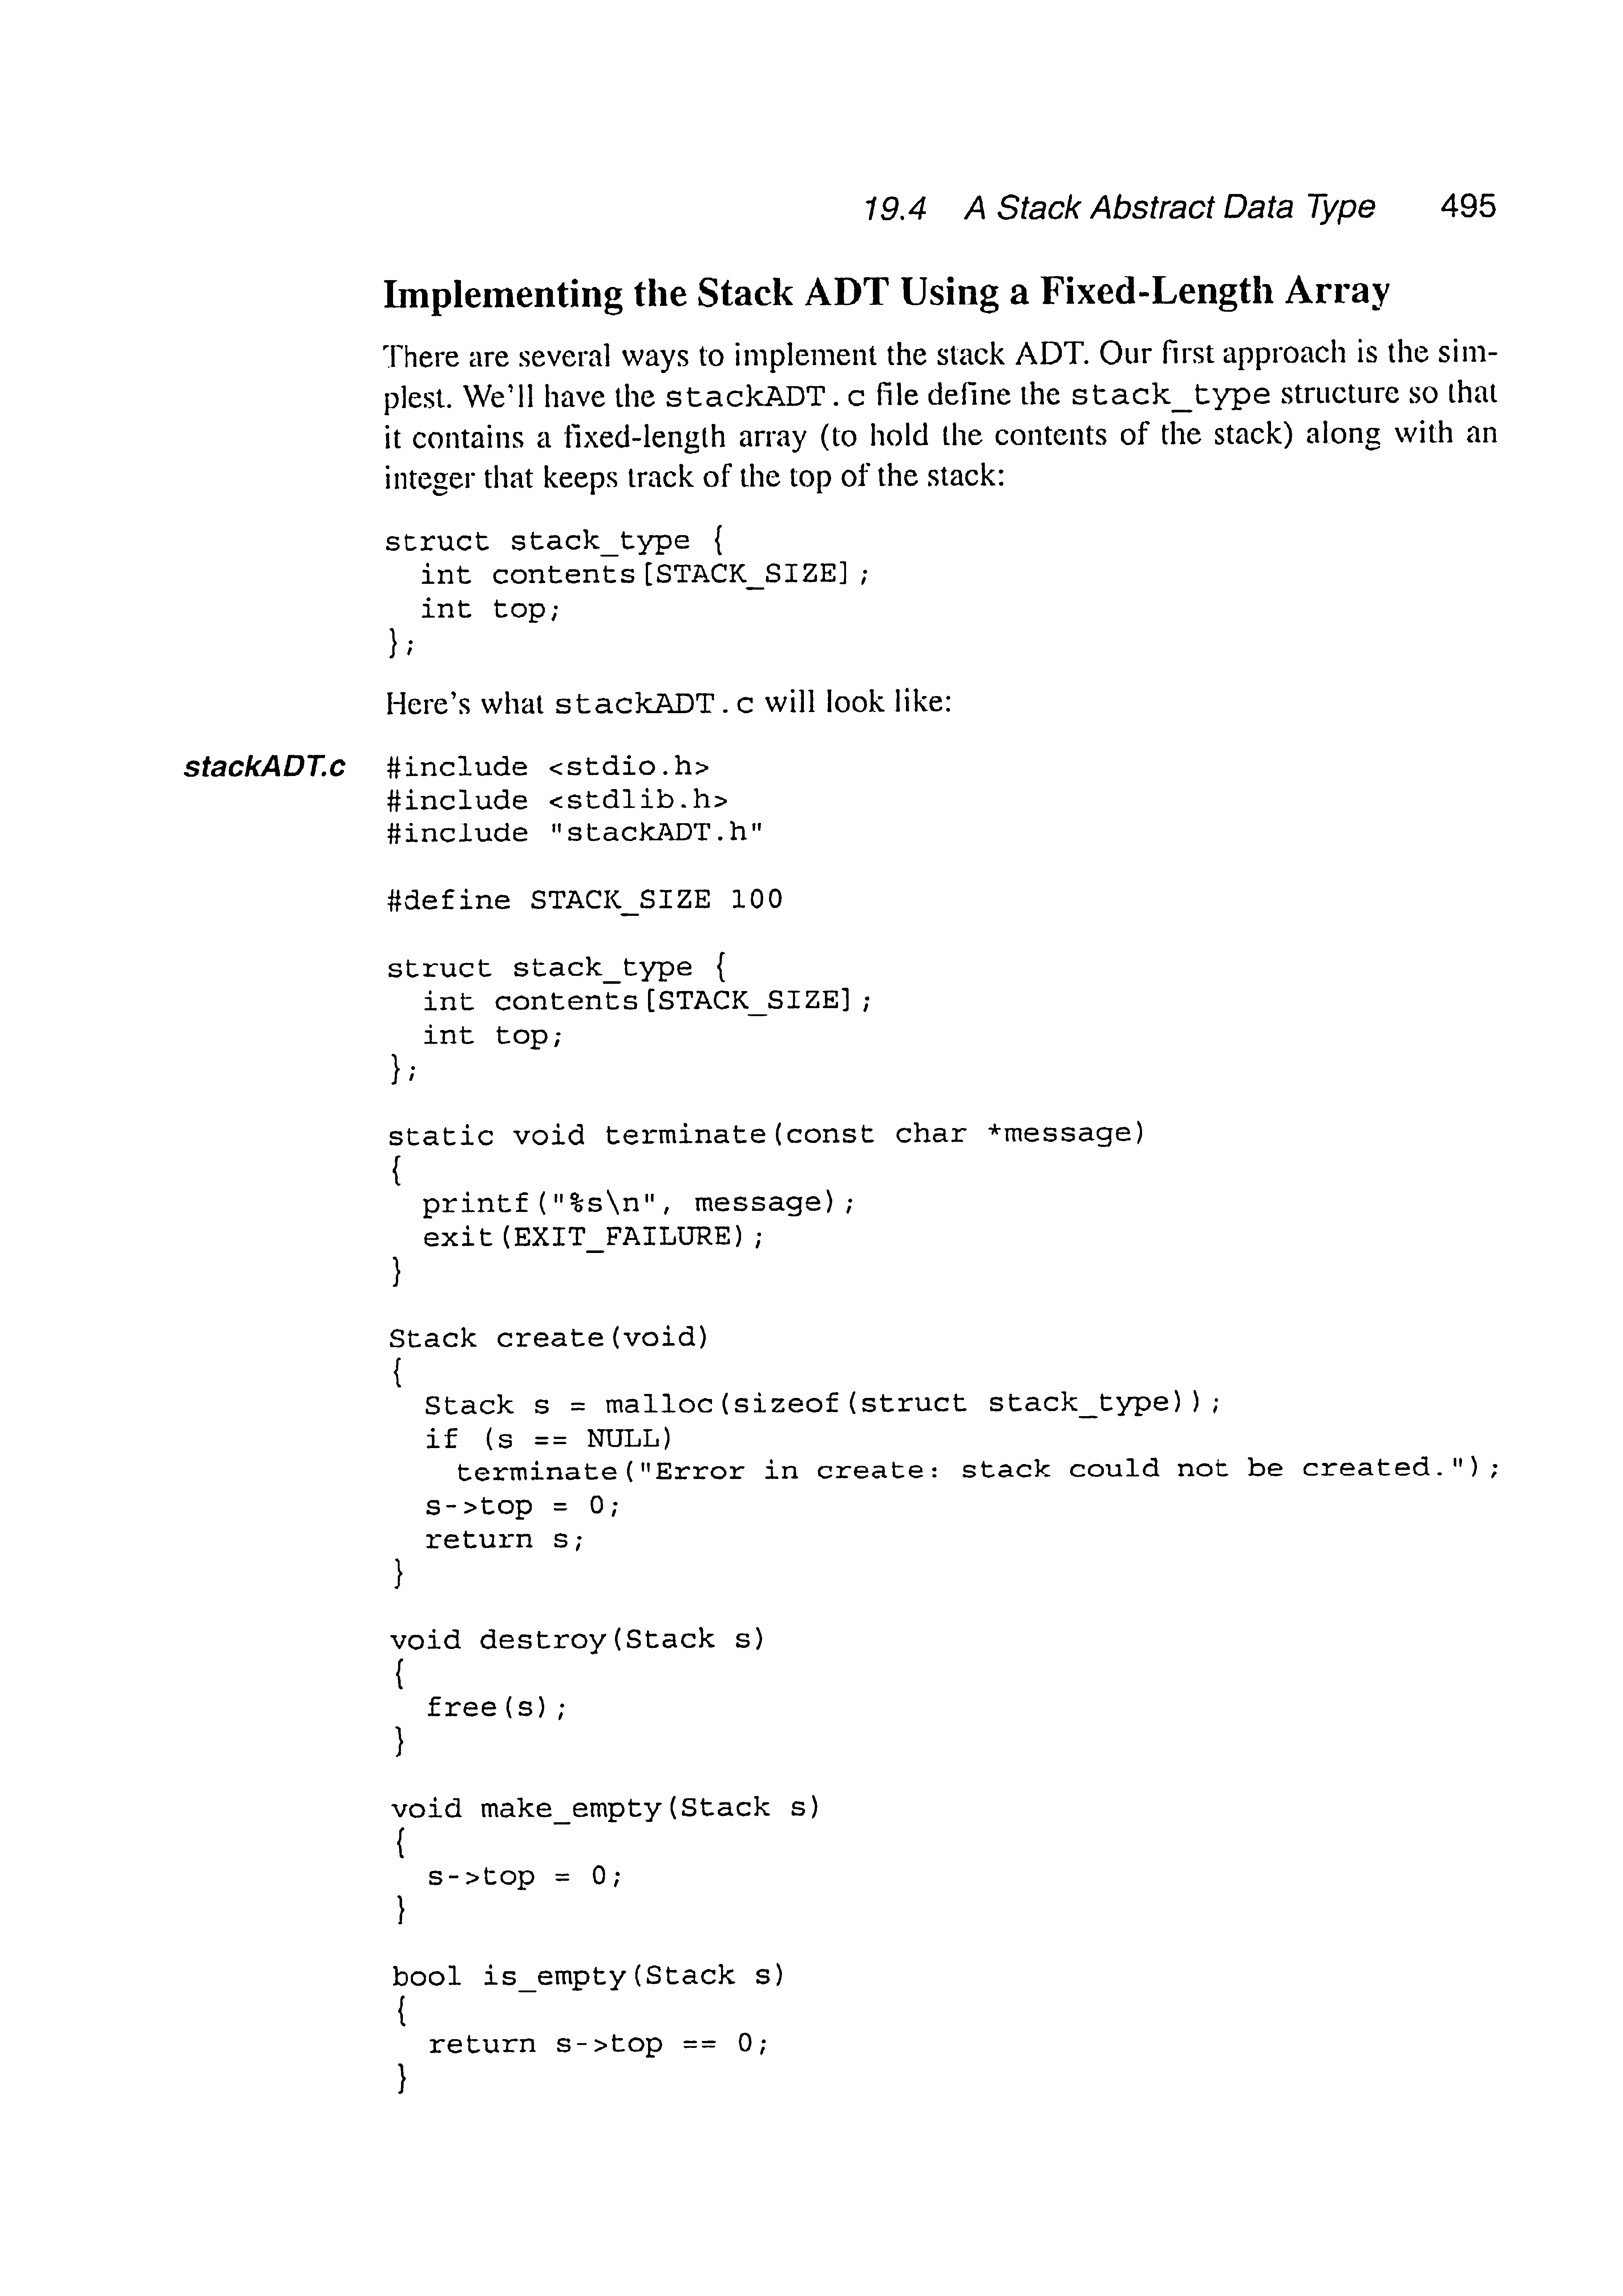 19.4 A Stack Abstract Data Type 495
Implementing the Stack ADT Using a Fixed-Length Array
There are several ways to implement the stack ADT. Our first approach is the sim-
plest. We'll have the stackADT.c file define the stack_type structure so that
it contains a fixed-length array (to hold the contents of the stack) along with an
integer that keeps track of the top of the stack:
struct stack_type {
  int contents[STACK_SIZE];
  int top;
};
Here's what stackADT.c will look like:
stackADT.c #include <stdio.h>
#include <stdlib.h>
#include "stackADT.h"
#define STACK_SIZE 100
struct stack_type {
  int contents[STACK_SIZE];
  int top;
};
static void terminate(const char *message)
{
  printf("%s\n", message);
  exit(EXIT_FAILURE);
}
Stack create(void)
{
  Stack s = malloc(sizeof(struct stack_type));
  if (s == NULL)
    terminate("Error in create: stack could not be created.");
  s->top = 0;
  return s;
}
void destroy(Stack s)
{
  free(s);
}
void make_empty(Stack s)
{
  s->top = 0;
}
bool is_empty(Stack s)
{
  return s->top == 0;
}